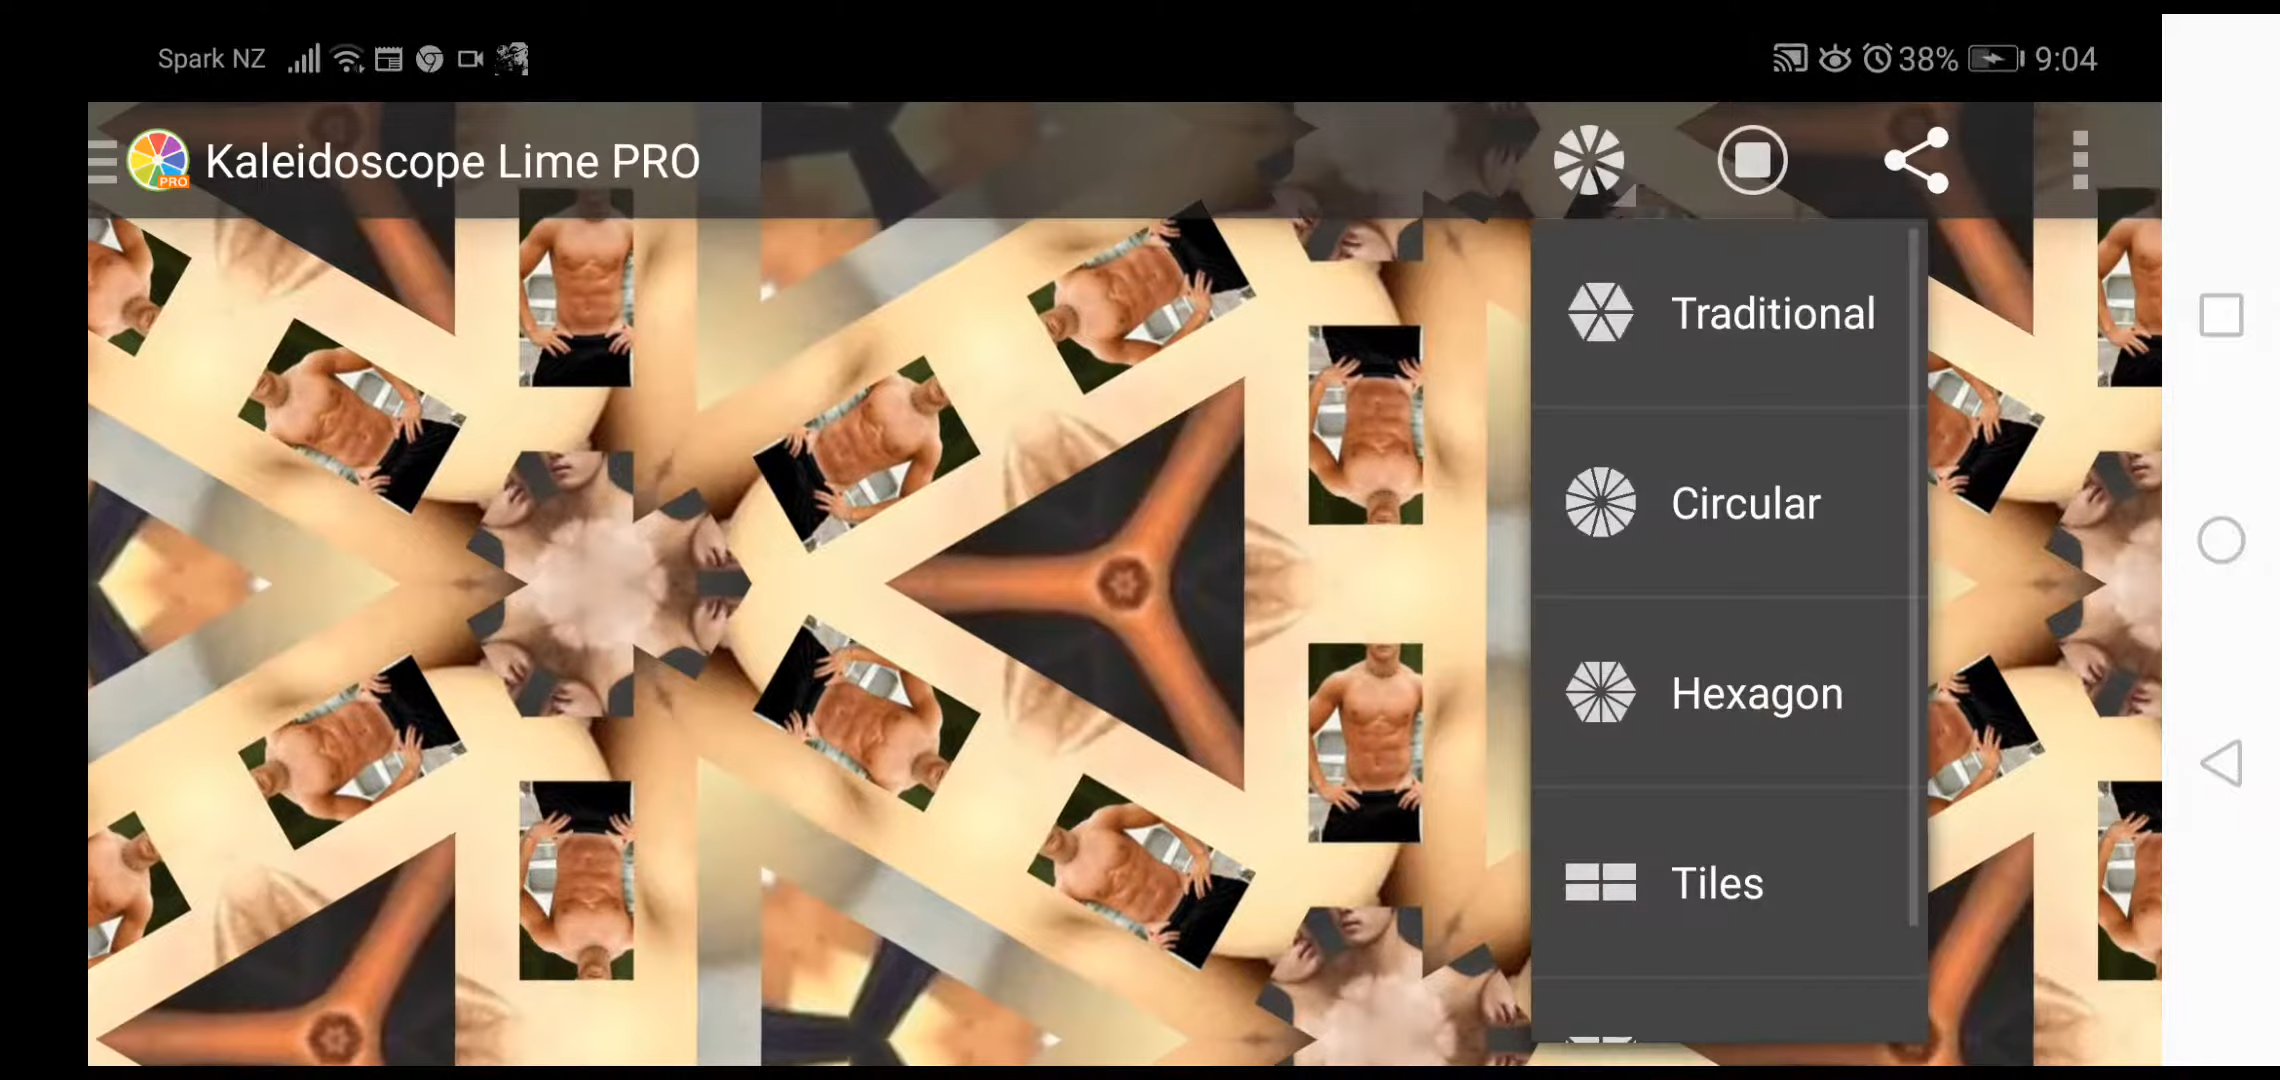 Spark NZ
38% 9:04
Kaleidoscope Lime PRO
PRO
Traditional
Circular
Hexagon
Tiles